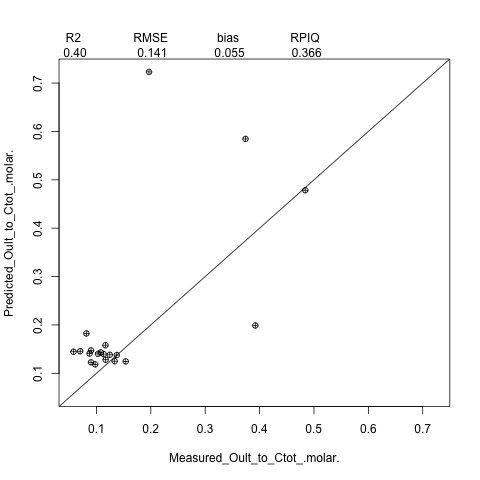 R2 RMSE bias RPIQ
0.40 0.141 0.055 0.366
0.7
0.6
0.5
0.4
0.3
0.2
0.1
Predicted_Oult_to_Ctot_.molar.
0.1 0.2 0.3 0.4 0.5 0.6 0.7
Measured_Oult_to_Ctot_.molar.